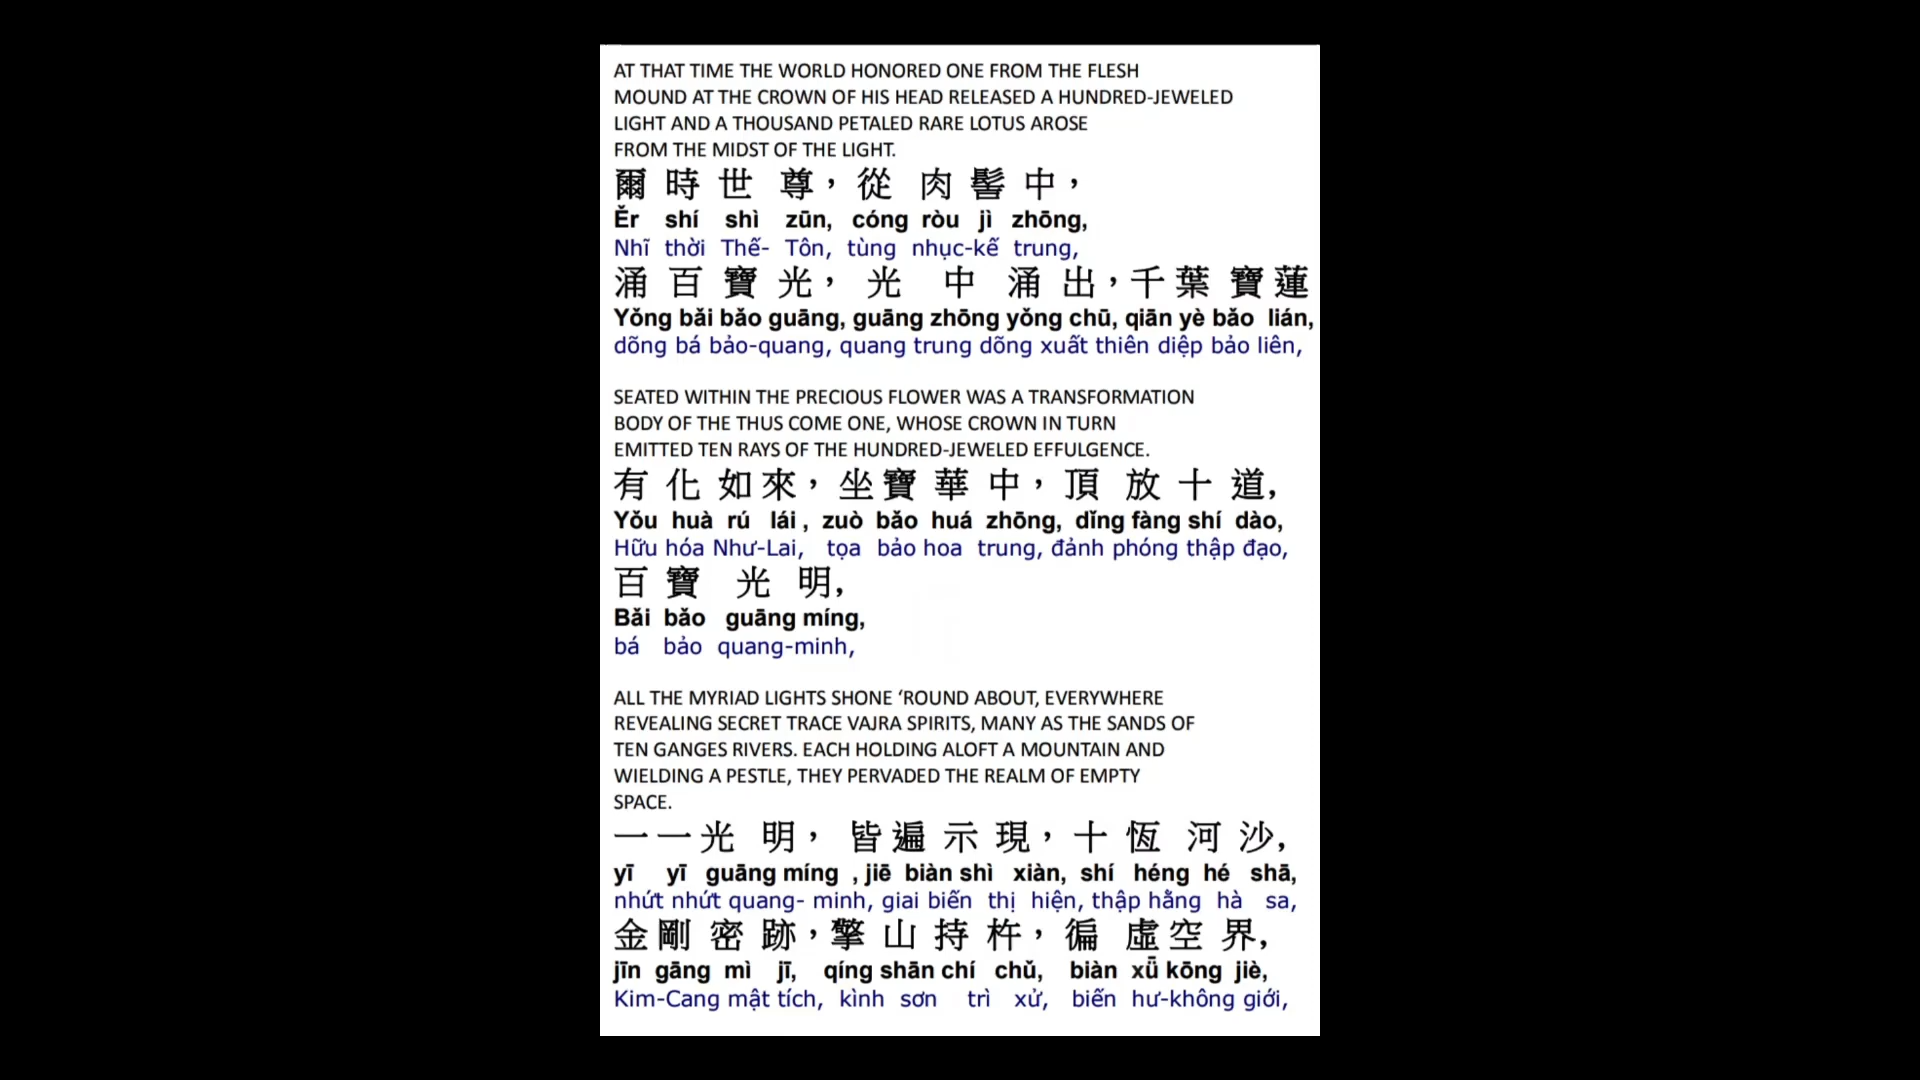 AT THAT TIME THE WORLD HONORED ONE FROM THE FLESH
MOUND AT THE CROWN OF HIS HEAD RELEASED A HUNDRED-JEWELED
LIGHT AND A THOUSAND PETALED RARE LOTUS AROSE
FROM THE MIDST OF THE LIGHT.
爾 時 世 尊，從 肉 髻 中，
Ěr shí shì zūn, cóng ròu jì zhōng,
Nhĩ thời Thế- Tôn, tùng nhục-kế trung,
涌 百 寶 光， 光 中 涌 出，千 葉 寶 蓮
Yǒng bǎi bǎo guāng, guāng zhōng yǒng chū, qiān yè bǎo lián,
dõng bá bảo-quang, quang trung dõng xuất thiên diệp bảo liên,
SEATED WITHIN THE PRECIOUS FLOWER WAS A TRANSFORMATION
BODY OF THE THUS COME ONE, WHOSE CROWN IN TURN
EMITTED TEN RAYS OF THE HUNDRED-JEWELED EFFULGENCE.
有 化 如 來，坐 寶 華 中，頂 放 十 道,
Yǒu huà rú lái , zuò bǎo huá zhōng, dǐng fàng shí dào,
Hữu hóa Như-Lai, tọa bảo hoa trung, đảnh phóng thập đạo,
百 寶 光 明,
Bǎi bǎo guāng míng,
bá bảo quang-minh,
ALL THE MYRIAD LIGHTS SHONE ‘ROUND ABOUT, EVERYWHERE
REVEALING SECRET TRACE VAJRA SPIRITS, MANY AS THE SANDS OF
TEN GANGES RIVERS. EACH HOLDING ALOFT A MOUNTAIN AND
WIELDING A PESTLE, THEY PERVADED THE REALM OF EMPTY
SPACE.
一 一 光 明， 皆 遍 示 現，十 恆 河 沙,
yī yī guāng míng , jiē biàn shì xiàn, shí héng hé shā,
nhứt nhứt quang- minh, giai biến thị hiện, thập hằng hà sa,
金 剛 密 跡，擎 山 持 杵，徧 虛 空 界,
jīn gāng mì jī, qíng shān chí chǔ, biàn xǖ kōng jiè,
Kim-Cang mật tích, kình sơn trì xử, biến hư-không giới,